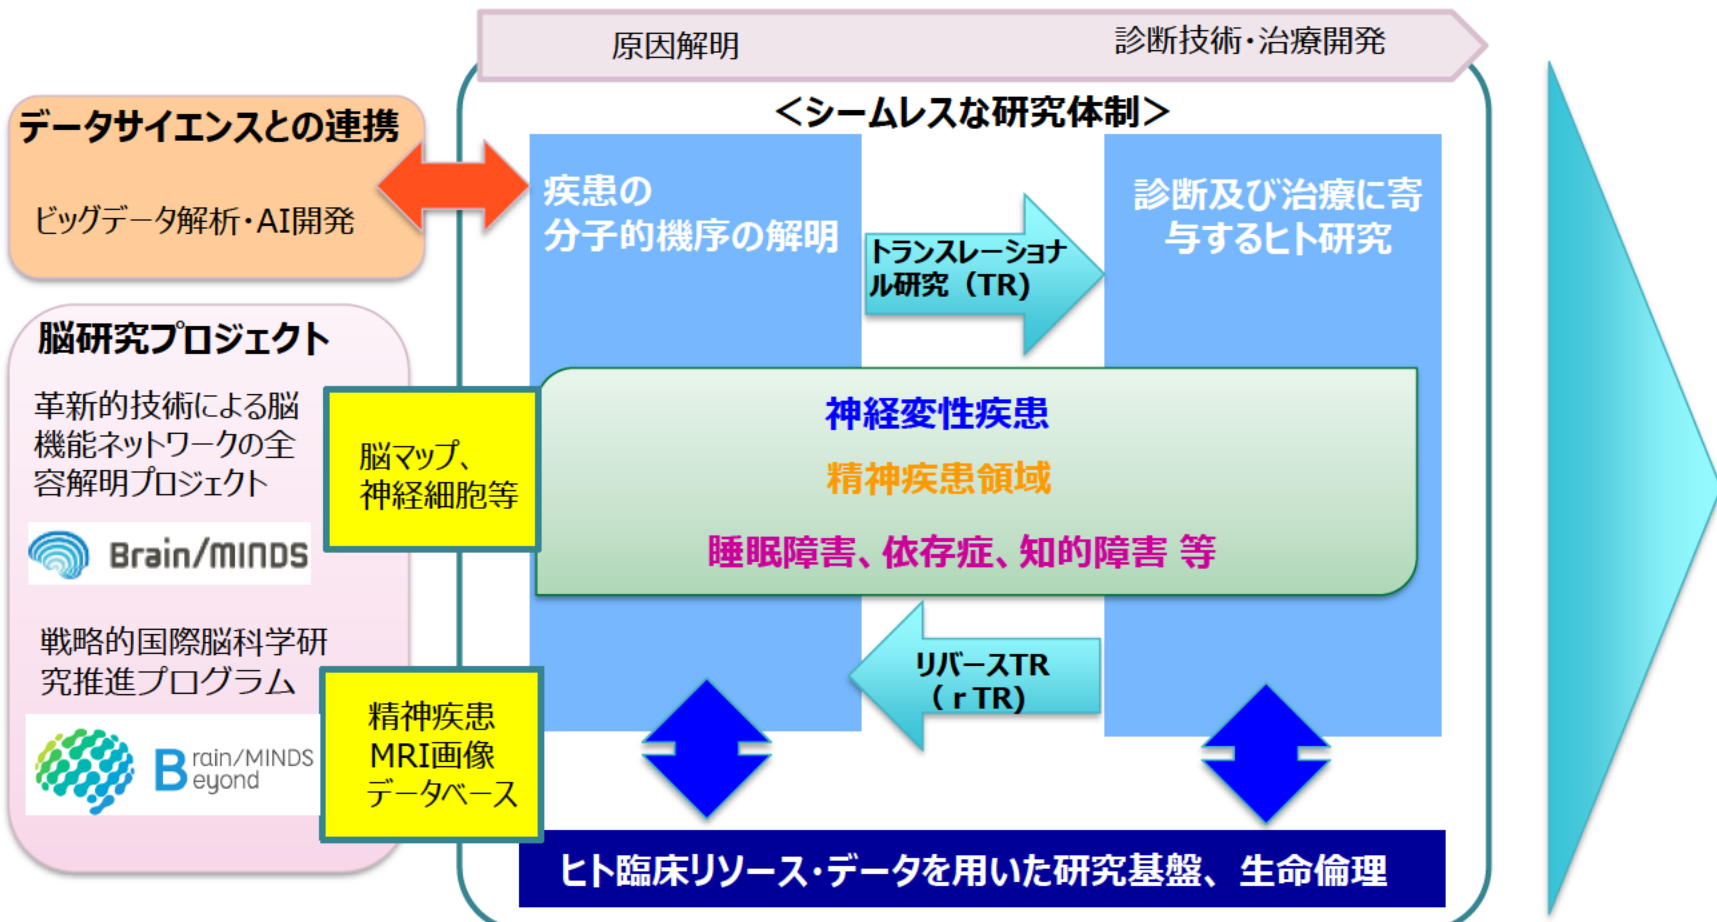 原因解明
診断技術・治療開発
＜シームレスな研究体制＞
データサイエンスとの連携
ビッグデータ解析・AI開発
疾患の
分子的機序の解明
トランスレーショナ
ル研究（TR)
診断及び治療に寄
与するヒト研究
脳研究プロジェクト
革新的技術による脳
機能ネットワークの全
容解明プロジェクト
Brain/MINDS
脳マップ、
神経細胞等
神経変性疾患
精神疾患領域
睡眠障害、依存症、知的障害 等
戦略的国際脳科学研
究推進プログラム
Brain/MINDS
Beyond
精神疾患
MRI画像
データベース
リバースTR
（ｒTR)
ヒト臨床リソース・データを用いた研究基盤、生命倫理